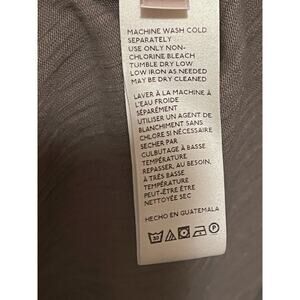 MACHINE WASH COLD
SEPARATELY
USE ONLY NON-
CHLORINE BLEACH
TUMBLE DRY LOW
LOW IRON AS NEEDED
MAY BE DRY CLEANED
LAVER À LA MACHINE À
L'EAU FROIDE
SÉPARÉMENT
UTILISER UN AGENT DE
BLANCHIMENT SANS
CHLORE SI NÉCESSAIRE
SÉCHER PAR
CULBUTAGE À BASSE
TEMPÉRATURE
REPASSER, AU BESOIN,
À TRÈS BASSE
TEMPÉRATURE
PEUT-ÊTRE ÊTRE
NETTOYÉE SEC
HECHO EN GUATEMALA
30 P